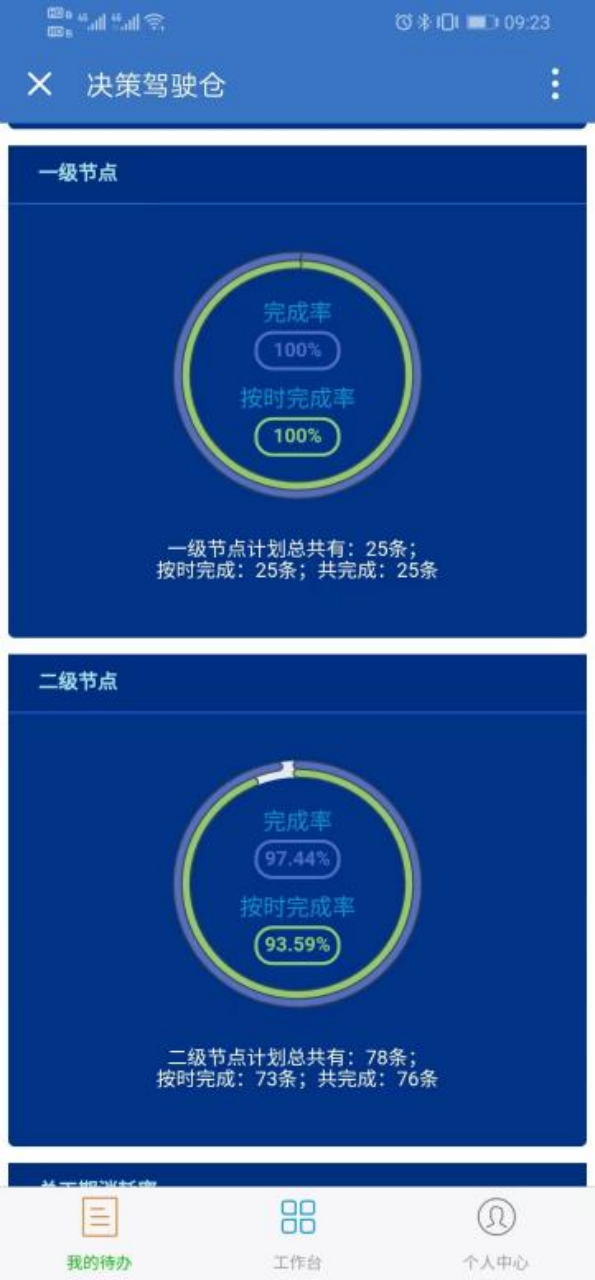 09:23
决策驾驶仓
一级节点
完成率
100%
按时完成率
100%
一级节点计划总共有：25条；
按时完成：25条；共完成：25条
二级节点
完成率
97.44%
按时完成率
93.59%
二级节点计划总共有：78条；
按时完成：73条；共完成：76条
我的待办
工作台
个人中心